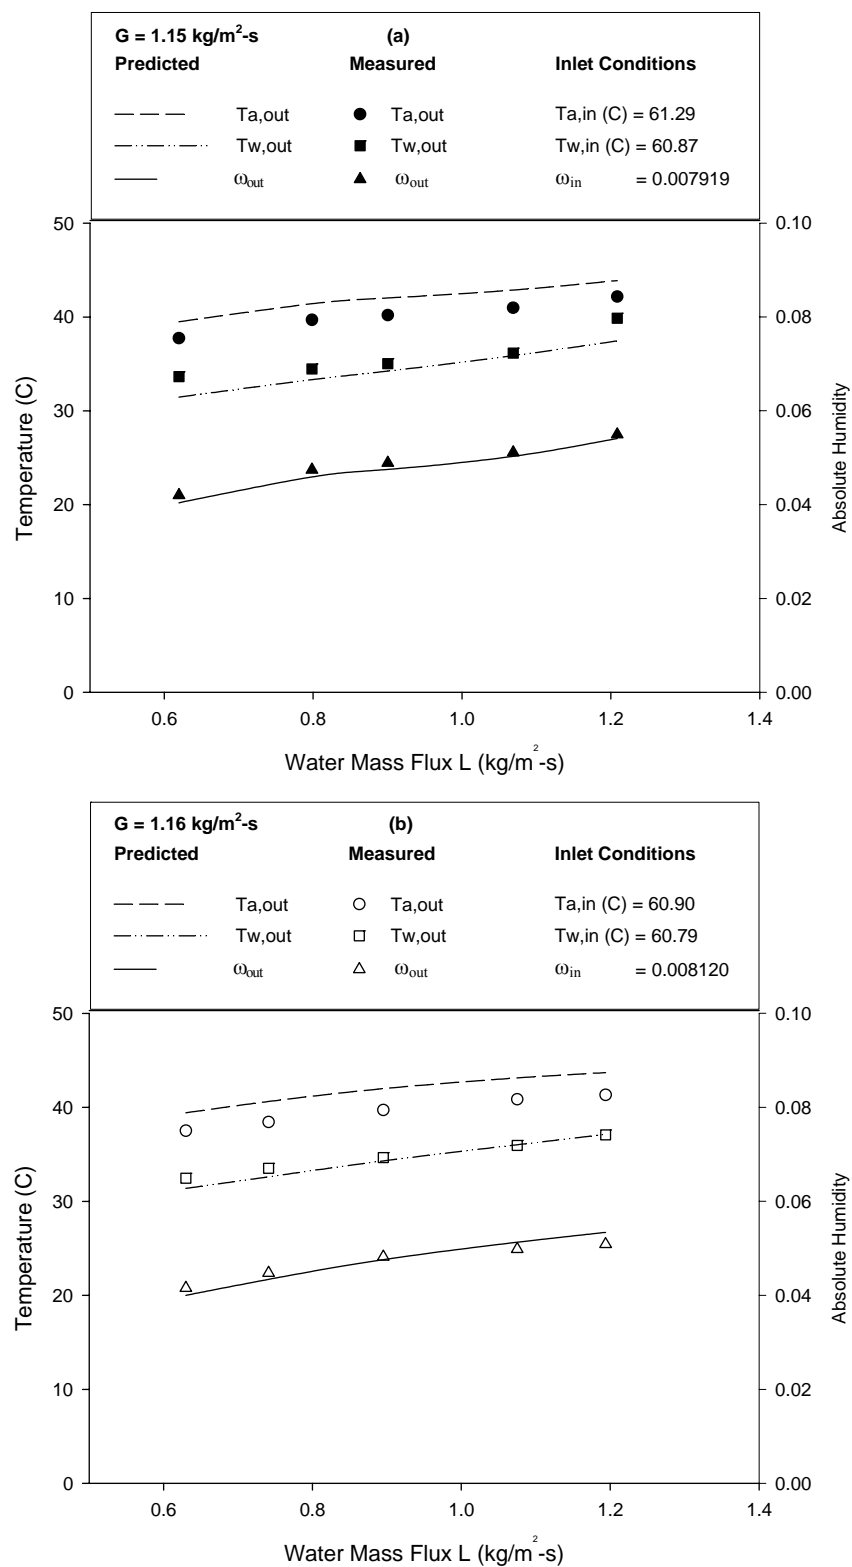 G = 1.15 kg/m²-s (a)
Predicted Measured Inlet Conditions
Ta,out Ta,out Ta,in (C) = 61.29
Tw,out Tw,out Tw,in (C) = 60.87
ωout ωout ωin = 0.007919
50 0.10
40 0.08
30 0.06
20 0.04
10 0.02
0 0.00
Temperature (C)
Absolute Humidity
0.6 0.8 1.0 1.2 1.4
Water Mass Flux L (kg/m²-s)
G = 1.16 kg/m²-s (b)
Predicted Measured Inlet Conditions
Ta,out Ta,out Ta,in (C) = 60.90
Tw,out Tw,out Tw,in (C) = 60.79
ωout ωout ωin = 0.008120
50 0.10
40 0.08
30 0.06
20 0.04
10 0.02
0 0.00
Temperature (C)
Absolute Humidity
0.6 0.8 1.0 1.2 1.4
Water Mass Flux L (kg/m²-s)